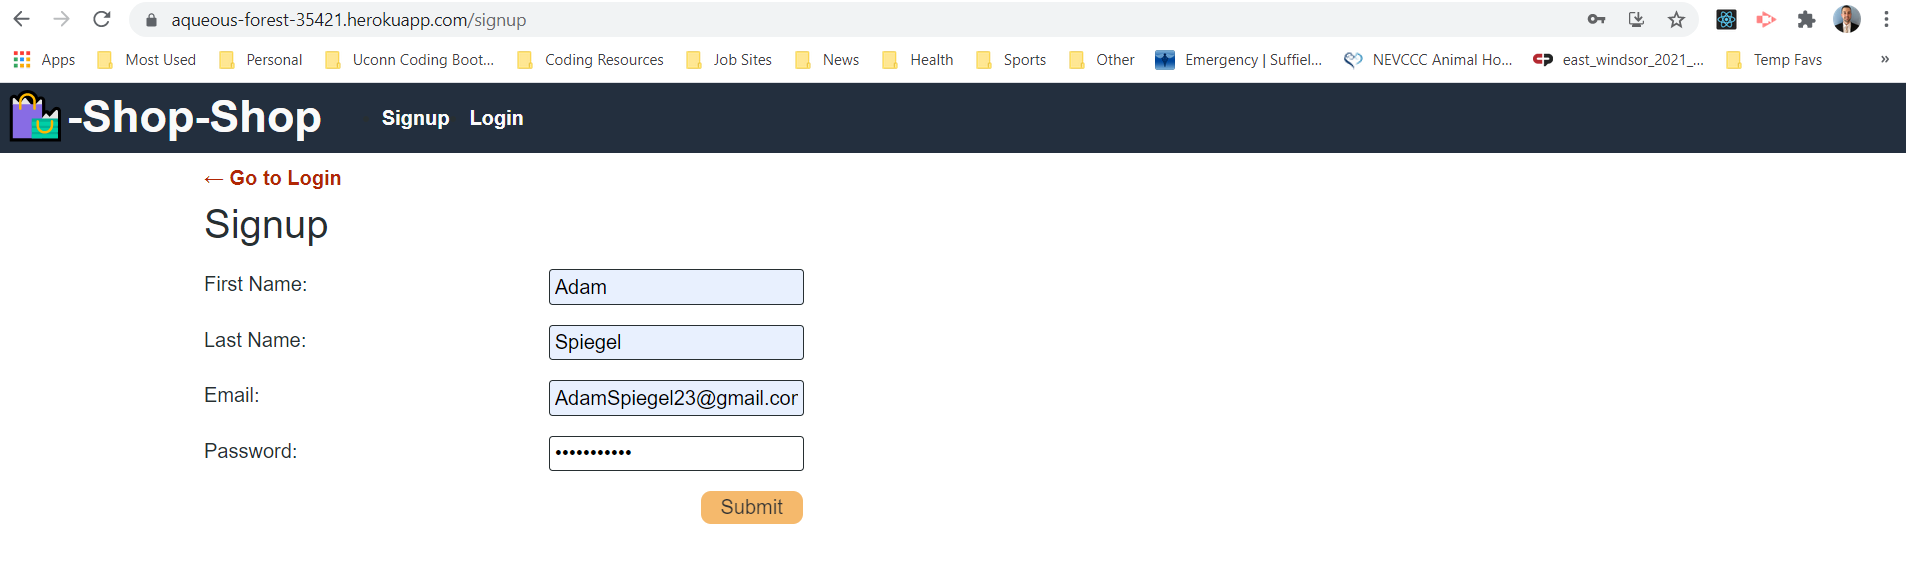 aqueous-forest-35421.herokuapp.com/signup
Apps Most Used Personal Uconn Coding Boot... Coding Resources Job Sites News Health Sports Other Emergency | Suffiel... NEVCCC Animal Ho... east_windsor_2021_... Temp Favs »
-Shop-Shop Signup Login
← Go to Login
Signup
First Name: Adam
Last Name: Spiegel
Email: AdamSpiegel23@gmail.com
Password: •••••••••••
Submit